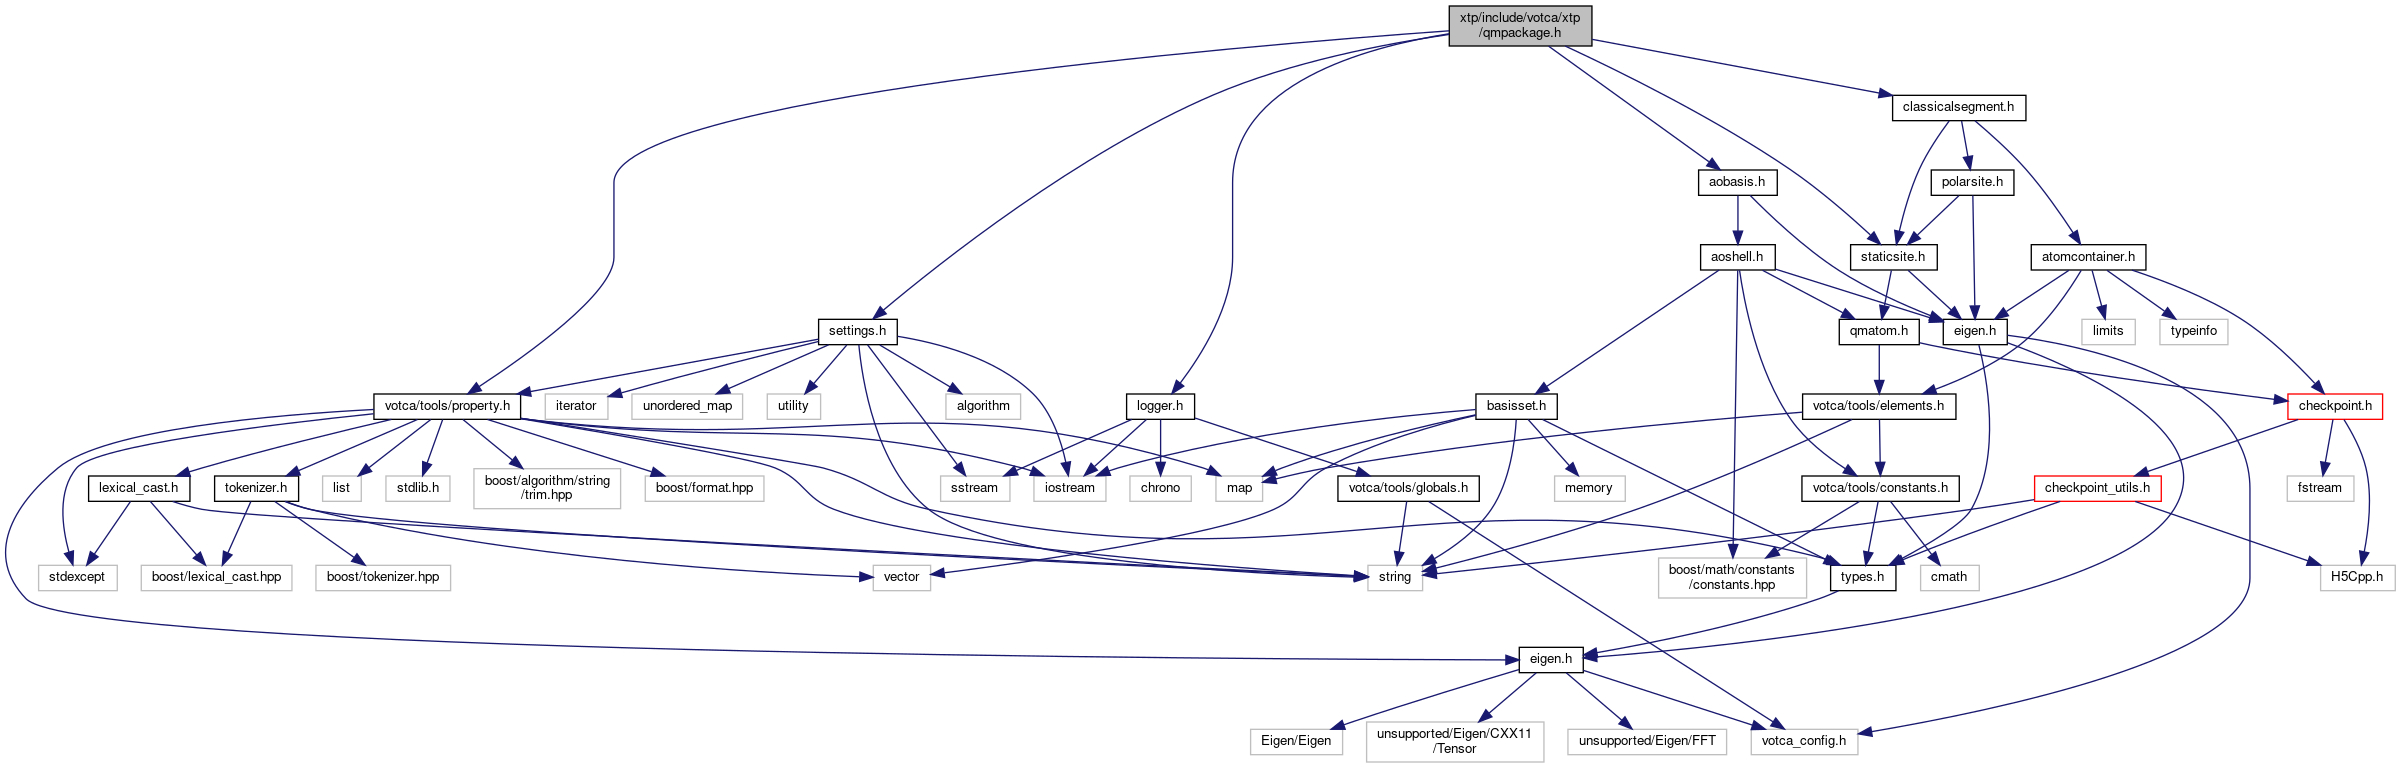 xtp/include/votca/xtp
/qmpackage.h
classicalsegment.h
aobasis.h
polarsite.h
aoshell.h
staticsite.h
atomcontainer.h
settings.h
qmatom.h
eigen.h
limits
typeinfo
votca/tools/property.h
iterator
unordered_map
utility
algorithm
logger.h
basisset.h
votca/tools/elements.h
checkpoint.h
lexical_cast.h
tokenizer.h
list
stdlib.h
boost/algorithm/string
/trim.hpp
boost/format.hpp
sstream
iostream
chrono
map
votca/tools/globals.h
memory
votca/tools/constants.h
checkpoint_utils.h
fstream
stdexcept
boost/lexical_cast.hpp
boost/tokenizer.hpp
vector
string
boost/math/constants
/constants.hpp
types.h
cmath
H5Cpp.h
eigen.h
Eigen/Eigen
unsupported/Eigen/CXX11
/Tensor
unsupported/Eigen/FFT
votca_config.h